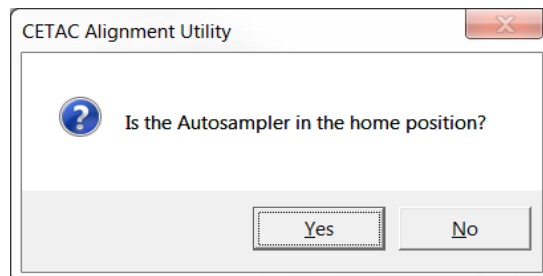 CETAC Alignment Utility
Is the Autosampler in the home position?
Yes
No